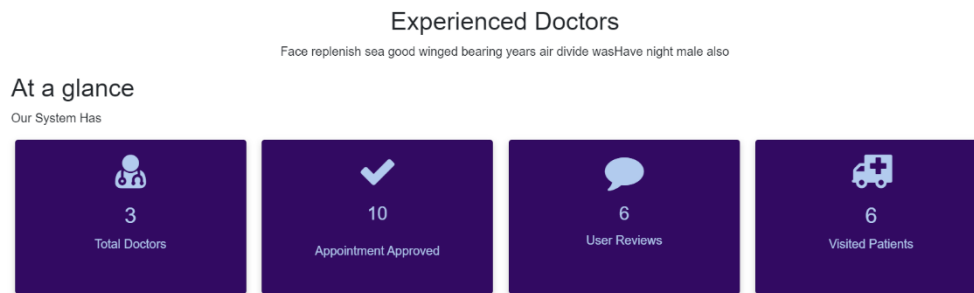 Experienced Doctors
Face replenish sea good winged bearing years air divide wasHave night male also
At a glance
Our System Has
3
Total Doctors
10
Appointment Approved
6
User Reviews
6
Visited Patients